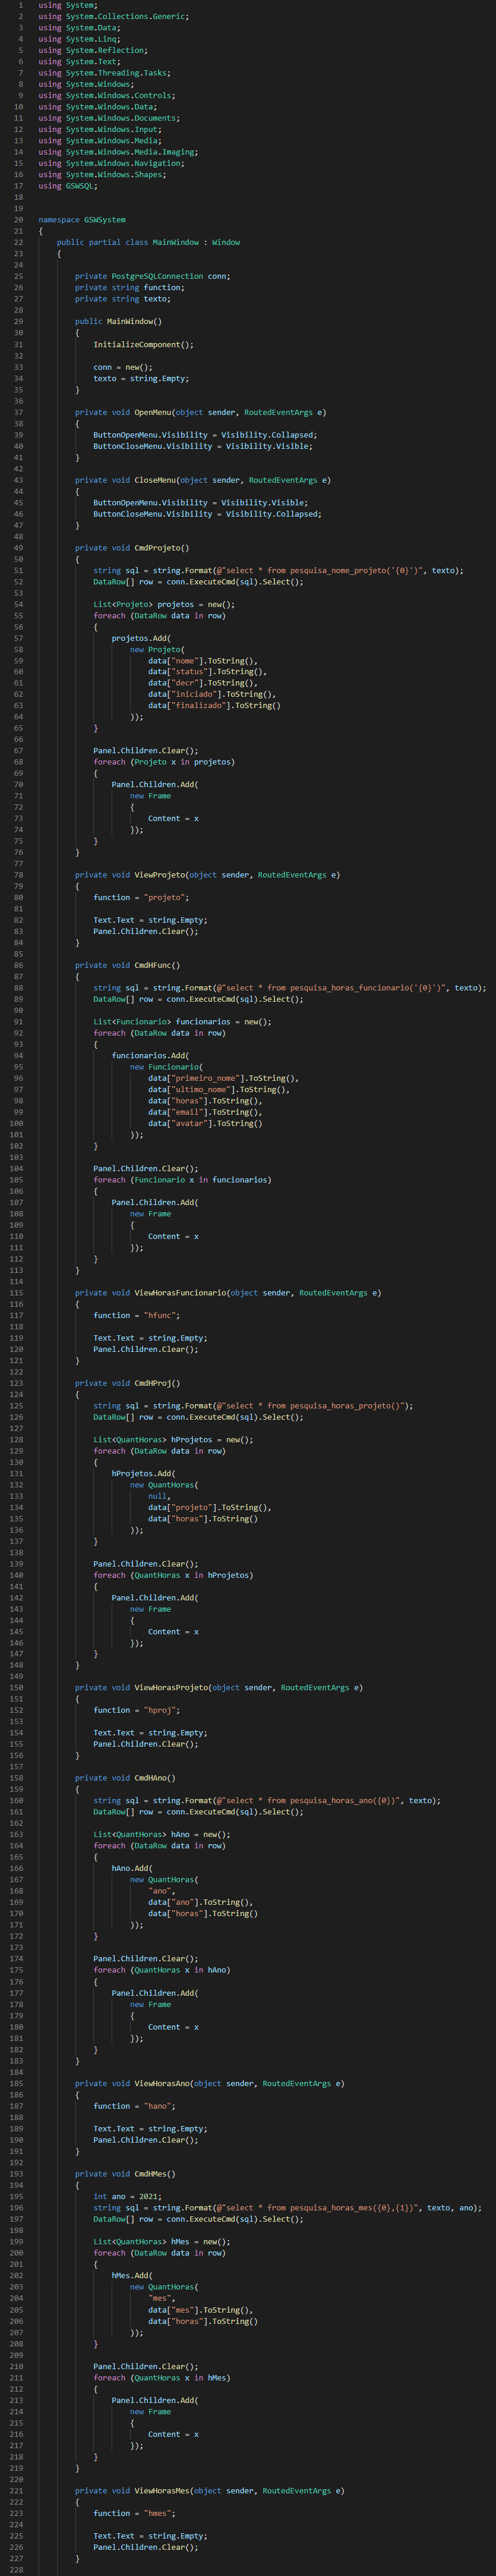 1 using System;
2 using System.Collections.Generic;
3 using System.Data;
4 using System.Linq;
5 using System.Reflection;
6 using System.Text;
7 using System.Threading.Tasks;
8 using System.Windows;
9 using System.Windows.Controls;
10 using System.Windows.Data;
11 using System.Windows.Documents;
12 using System.Windows.Input;
13 using System.Windows.Media;
14 using System.Windows.Media.Imaging;
15 using System.Windows.Navigation;
16 using System.Windows.Shapes;
17 using GSWSQL;
18
19
20 namespace GSWSystem
21 {
22     public partial class MainWindow : Window
23     {
24
25         private PostgreSQLConnection conn;
26         private string function;
27         private string texto;
28
29         public MainWindow()
30         {
31             InitializeComponent();
32
33             conn = new();
34             texto = string.Empty;
35         }
36
37         private void OpenMenu(object sender, RoutedEventArgs e)
38         {
39             ButtonOpenMenu.Visibility = Visibility.Collapsed;
40             ButtonCloseMenu.Visibility = Visibility.Visible;
41         }
42
43         private void CloseMenu(object sender, RoutedEventArgs e)
44         {
45             ButtonOpenMenu.Visibility = Visibility.Visible;
46             ButtonCloseMenu.Visibility = Visibility.Collapsed;
47         }
48
49         private void CmdProjeto()
50         {
51             string sql = string.Format(@"select * from pesquisa_nome_projeto('{0}')", texto);
52             DataRow[] row = conn.ExecuteCmd(sql).Select();
53
54             List<Projeto> projetos = new();
55             foreach (DataRow data in row)
56             {
57                 projetos.Add(
58                     new Projeto(
59                         data["nome"].ToString(),
60                         data["status"].ToString(),
61                         data["decr"].ToString(),
62                         data["iniciado"].ToString(),
63                         data["finalizado"].ToString()
64                     ));
65             }
66
67             Panel.Children.Clear();
68             foreach (Projeto x in projetos)
69             {
70                 Panel.Children.Add(
71                     new Frame
72                     {
73                         Content = x
74                     });
75             }
76         }
77
78         private void ViewProjeto(object sender, RoutedEventArgs e)
79         {
80             function = "projeto";
81
82             Text.Text = string.Empty;
83             Panel.Children.Clear();
84         }
85
86         private void CmdHFunc()
87         {
88             string sql = string.Format(@"select * from pesquisa_horas_funcionario('{0}')", texto);
89             DataRow[] row = conn.ExecuteCmd(sql).Select();
90
91             List<Funcionario> funcionarios = new();
92             foreach (DataRow data in row)
93             {
94                 funcionarios.Add(
95                     new Funcionario(
96                         data["primeiro_nome"].ToString(),
97                         data["ultimo_nome"].ToString(),
98                         data["horas"].ToString(),
99                         data["email"].ToString(),
100                         data["avatar"].ToString()
101                     ));
102             }
103
104             Panel.Children.Clear();
105             foreach (Funcionario x in funcionarios)
106             {
107                 Panel.Children.Add(
108                     new Frame
109                     {
110                         Content = x
111                     });
112             }
113         }
114
115         private void ViewHorasFuncionario(object sender, RoutedEventArgs e)
116         {
117             function = "hfunc";
118
119             Text.Text = string.Empty;
120             Panel.Children.Clear();
121         }
122
123         private void CmdHProj()
124         {
125             string sql = string.Format(@"select * from pesquisa_horas_projeto()");
126             DataRow[] row = conn.ExecuteCmd(sql).Select();
127
128             List<QuantHoras> hProjetos = new();
129             foreach (DataRow data in row)
130             {
131                 hProjetos.Add(
132                     new QuantHoras(
133                         null,
134                         data["projeto"].ToString(),
135                         data["horas"].ToString()
136                     ));
137             }
138
139             Panel.Children.Clear();
140             foreach (QuantHoras x in hProjetos)
141             {
142                 Panel.Children.Add(
143                     new Frame
144                     {
145                         Content = x
146                     });
147             }
148         }
149
150         private void ViewHorasProjeto(object sender, RoutedEventArgs e)
151         {
152             function = "hproj";
153
154             Text.Text = string.Empty;
155             Panel.Children.Clear();
156         }
157
158         private void CmdHAno()
159         {
160             string sql = string.Format(@"select * from pesquisa_horas_ano({0})", texto);
161             DataRow[] row = conn.ExecuteCmd(sql).Select();
162
163             List<QuantHoras> hAno = new();
164             foreach (DataRow data in row)
165             {
166                 hAno.Add(
167                     new QuantHoras(
168                         "ano",
169                         data["ano"].ToString(),
170                         data["horas"].ToString()
171                     ));
172             }
173
174             Panel.Children.Clear();
175             foreach (QuantHoras x in hAno)
176             {
177                 Panel.Children.Add(
178                     new Frame
179                     {
180                         Content = x
181                     });
182             }
183         }
184
185         private void ViewHorasAno(object sender, RoutedEventArgs e)
186         {
187             function = "hano";
188
189             Text.Text = string.Empty;
190             Panel.Children.Clear();
191         }
192
193         private void CmdHMes()
194         {
195             int ano = 2021;
196             string sql = string.Format(@"select * from pesquisa_horas_mes({0},{1})", texto, ano);
197             DataRow[] row = conn.ExecuteCmd(sql).Select();
198
199             List<QuantHoras> hMes = new();
200             foreach (DataRow data in row)
201             {
202                 hMes.Add(
203                     new QuantHoras(
204                         "mes",
205                         data["mes"].ToString(),
206                         data["horas"].ToString()
207                     ));
208             }
209
210             Panel.Children.Clear();
211             foreach (QuantHoras x in hMes)
212             {
213                 Panel.Children.Add(
214                     new Frame
215                     {
216                         Content = x
217                     });
218             }
219         }
220
221         private void ViewHorasMes(object sender, RoutedEventArgs e)
222         {
223             function = "hmes";
224
225             Text.Text = string.Empty;
226             Panel.Children.Clear();
227         }
228